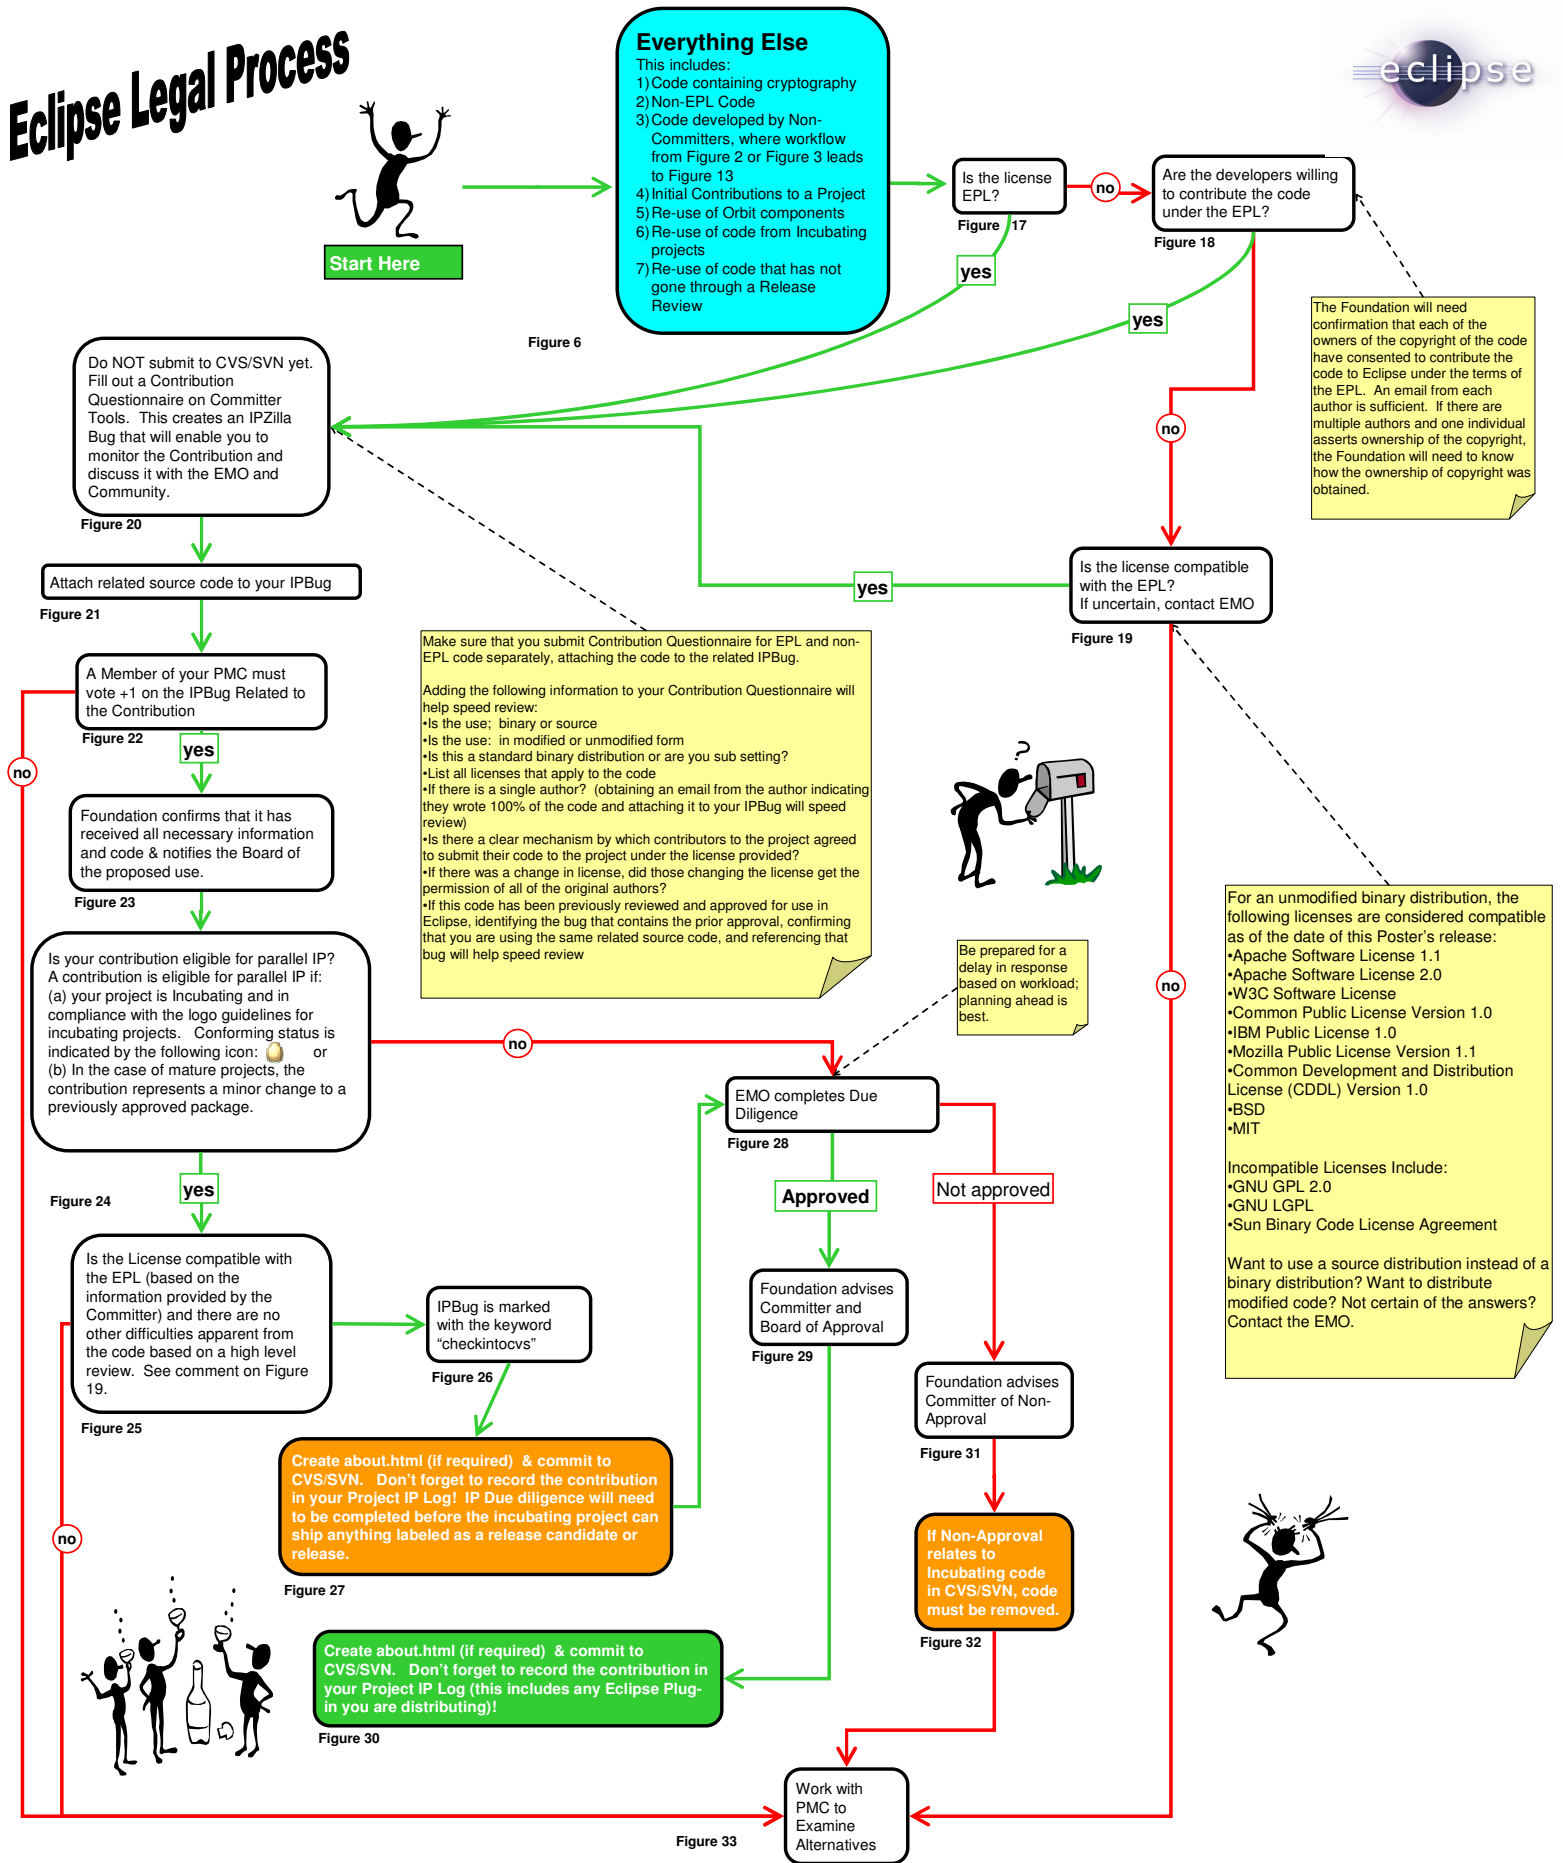 Eclipse Legal Process
eclipse
Start Here
Everything Else
This includes:
1) Code containing cryptography
2) Non-EPL Code
3) Code developed by Non-
Committers, where workflow
from Figure 2 or Figure 3 leads
to Figure 13
4) Initial Contributions to a Project
5) Re-use of Orbit components
6) Re-use of code from Incubating
projects
7) Re-use of code that has not
gone through a Release
Review
Figure 6
Is the license
EPL?
Figure 17
no
yes
Are the developers willing
to contribute the code
under the EPL?
Figure 18
yes
no
The Foundation will need
confirmation that each of the
owners of the copyright of the code
have consented to contribute the
code to Eclipse under the terms of
the EPL. An email from each
author is sufficient. If there are
multiple authors and one individual
asserts ownership of the copyright,
the Foundation will need to know
how the ownership of copyright was
obtained.
Is the license compatible
with the EPL?
If uncertain, contact EMO
Figure 19
yes
no
Do NOT submit to CVS/SVN yet.
Fill out a Contribution
Questionnaire on Committer
Tools. This creates an IPZilla
Bug that will enable you to
monitor the Contribution and
discuss it with the EMO and
Community.
Figure 20
Attach related source code to your IPBug
Figure 21
A Member of your PMC must
vote +1 on the IPBug Related to
the Contribution
Figure 22
yes
no
Foundation confirms that it has
received all necessary information
and code & notifies the Board of
the proposed use.
Figure 23
Make sure that you submit Contribution Questionnaire for EPL and non-
EPL code separately, attaching the code to the related IPBug.
Adding the following information to your Contribution Questionnaire will
help speed review:
•Is the use; binary or source
•Is the use: in modified or unmodified form
•Is this a standard binary distribution or are you sub setting?
•List all licenses that apply to the code
•If there is a single author? (obtaining an email from the author indicating
they wrote 100% of the code and attaching it to your IPBug will speed
review)
•Is there a clear mechanism by which contributors to the project agreed
to submit their code to the project under the license provided?
•If there was a change in license, did those changing the license get the
permission of all of the original authors?
•If this code has been previously reviewed and approved for use in
Eclipse, identifying the bug that contains the prior approval, confirming
that you are using the same related source code, and referencing that
bug will help speed review
?
Be prepared for a
delay in response
based on workload;
planning ahead is
best.
For an unmodified binary distribution, the
following licenses are considered compatible
as of the date of this Poster's release:
•Apache Software License 1.1
•Apache Software License 2.0
•W3C Software License
•Common Public License Version 1.0
•IBM Public License 1.0
•Mozilla Public License Version 1.1
•Common Development and Distribution
License (CDDL) Version 1.0
•BSD
•MIT
Incompatible Licenses Include:
•GNU GPL 2.0
•GNU LGPL
•Sun Binary Code License Agreement
Want to use a source distribution instead of a
binary distribution? Want to distribute
modified code? Not certain of the answers?
Contact the EMO.
Is your contribution eligible for parallel IP?
A contribution is eligible for parallel IP if:
(a) your project is Incubating and in
compliance with the logo guidelines for
incubating projects. Conforming status is
indicated by the following icon: or
(b) In the case of mature projects, the
contribution represents a minor change to a
previously approved package.
Figure 24
yes
no
EMO completes Due
Diligence
Figure 28
Approved
Not approved
Is the License compatible with
the EPL (based on the
information provided by the
Committer) and there are no
other difficulties apparent from
the code based on a high level
review. See comment on Figure
19.
Figure 25
no
IPBug is marked
with the keyword
“checkintocvs”
Figure 26
Foundation advises
Committer and
Board of Approval
Figure 29
Foundation advises
Committer of Non-
Approval
Figure 31
Create about.html (if required) & commit to
CVS/SVN. Don't forget to record the contribution
in your Project IP Log! IP Due diligence will need
to be completed before the incubating project can
ship anything labeled as a release candidate or
release.
Figure 27
If Non-Approval
relates to
Incubating code
in CVS/SVN, code
must be removed.
Figure 32
Create about.html (if required) & commit to
CVS/SVN. Don't forget to record the contribution in
your Project IP Log (this includes any Eclipse Plug-
in you are distributing)!
Figure 30
Work with
PMC to
Examine
Alternatives
Figure 33